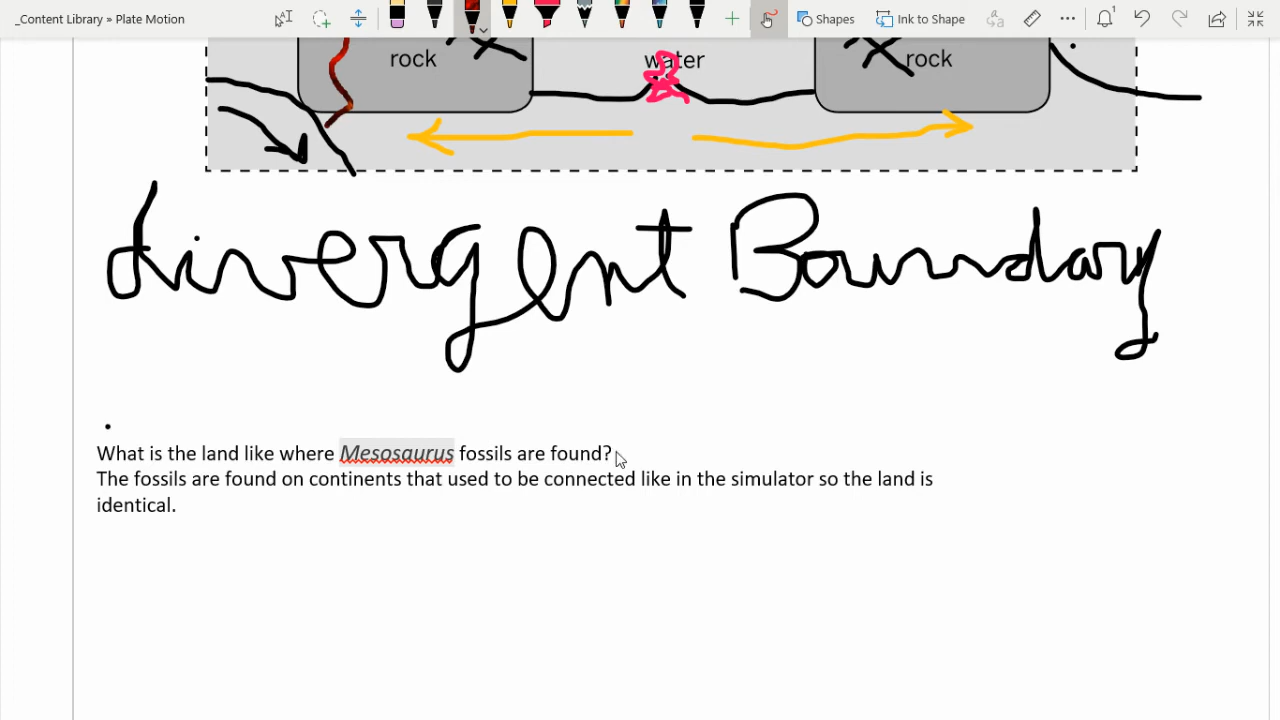 _Content Library » Plate Motion
Shapes
Ink to Shape
rock
water
rock
divergent Boundary
What is the land like where Mesosaurus fossils are found?
The fossils are found on continents that used to be connected like in the simulator so the land is
identical.